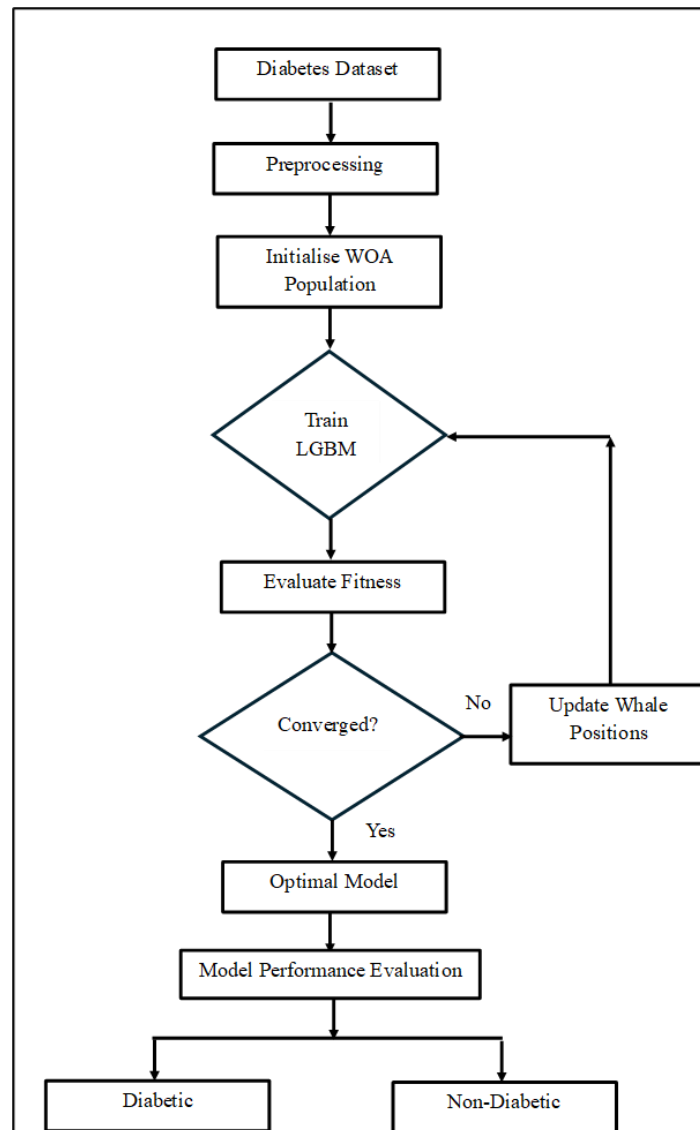 Diabetes Dataset
Preprocessing
Initialise WOA
Population
Train
LGBM
Evaluate Fitness
Converged?
No
Update Whale
Positions
Yes
Optimal Model
Model Performance Evaluation
Diabetic
Non-Diabetic